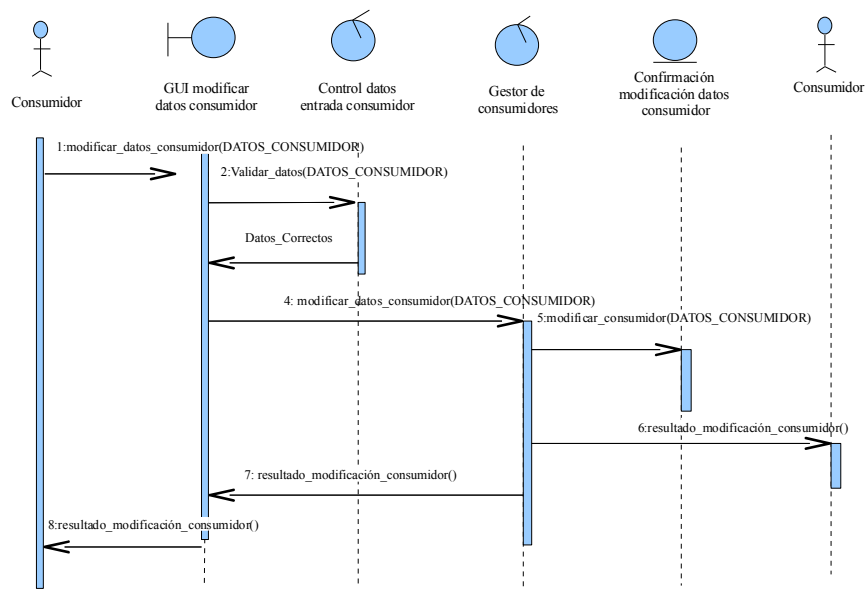 Consumidor
GUI modificar
datos consumidor
Control datos
entrada consumidor
Gestor de
consumidores
Confirmación
modificación datos
consumidor
Consumidor
1:modificar_datos_consumidor(DATOS_CONSUMIDOR)
2:Validar_datos(DATOS_CONSUMIDOR)
Datos_Correctos
4: modificar_datos_consumidor(DATOS_CONSUMIDOR)
5:modificar_consumidor(DATOS_CONSUMIDOR)
6:resultado_modificación_consumidor()
7: resultado_modificación_consumidor()
8:resultado_modificación_consumidor()